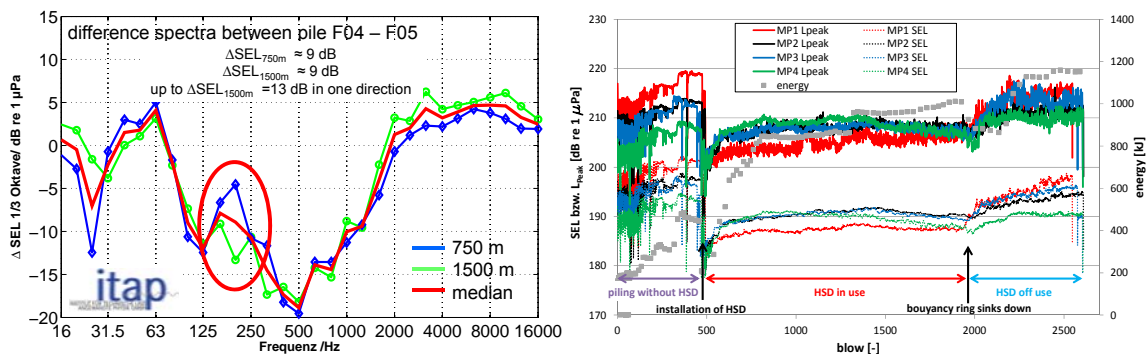 difference spectra between pile F04 – F05
ΔSEL750m ≈ 9 dB
ΔSEL1500m ≈ 9 dB
up to ΔSEL1500m =13 dB in one direction
Δ SEL 1/3 Oktave/ dB re 1 μPa
10
5
0
−5
−10
−15
−20
750 m
1500 m
median
itap
16 31.5 63 125 250 500 1000 2000 4000 8000 16000
Frequenz /Hz
SEL bzw. LPeak [dB re 1 μPa]
230
220
210
200
190
180
170
MP1 Lpeak MP1 SEL
MP2 Lpeak MP2 SEL
MP3 Lpeak MP3 SEL
MP4 Lpeak MP4 SEL
energy
1400
1200
1000
800
600
400
200
0
energy [kJ]
piling without HSD
HSD in use
HSD off use
installation of HSD
bouyancy ring sinks down
0 500 1000 1500 2000 2500
blow [-]